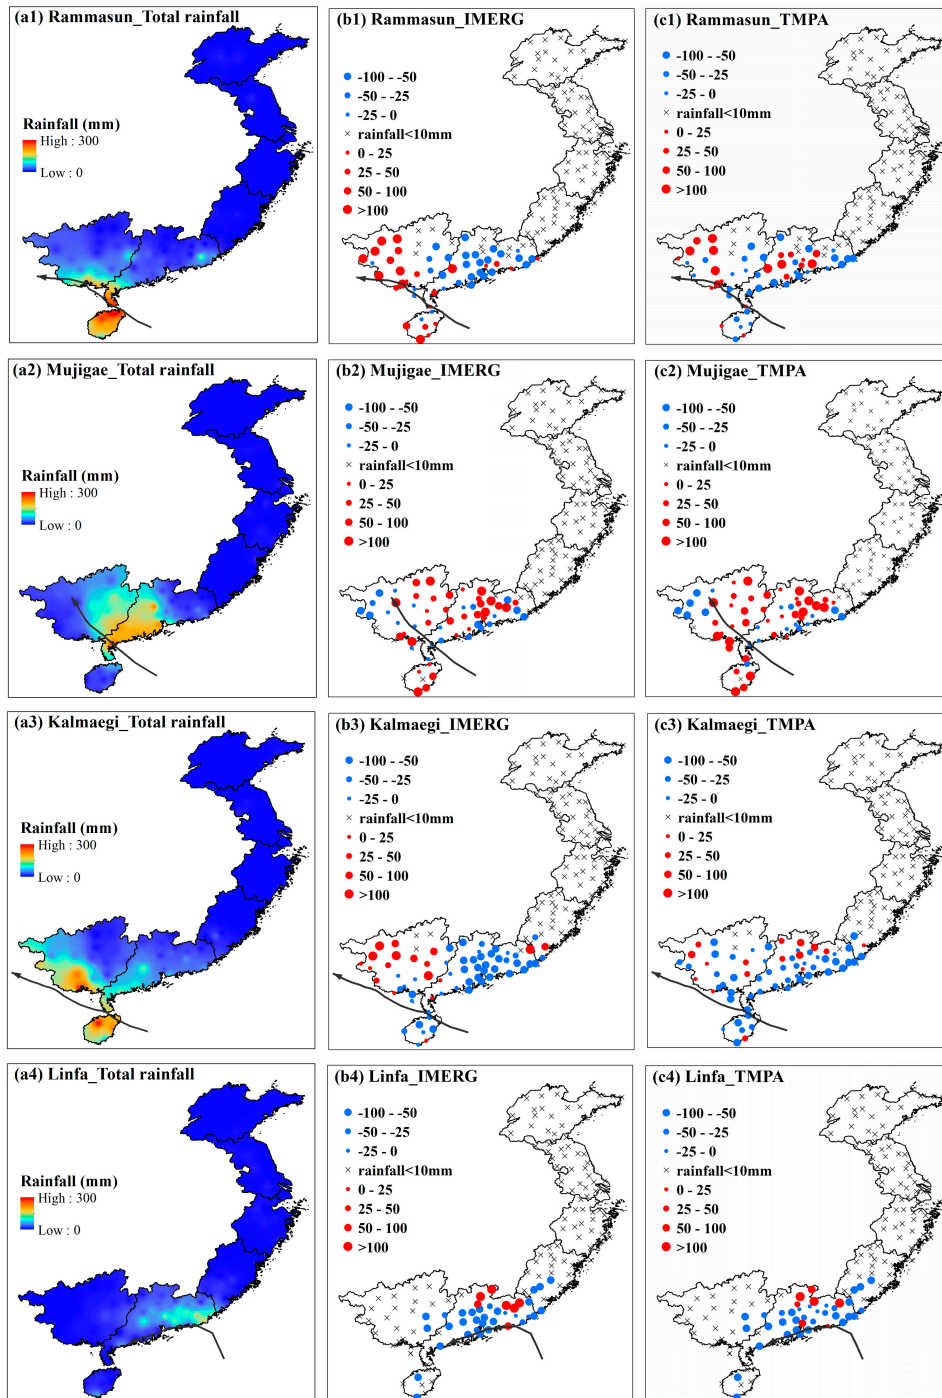 (a1) Rammasun_Total rainfall
Rainfall (mm)
High : 300
Low : 0
(b1) Rammasun_IMERG
-100 - -50
-50 - -25
-25 - 0
rainfall<10mm
0 - 25
25 - 50
50 - 100
>100
(c1) Rammasun_TMPA
-100 - -50
-50 - -25
-25 - 0
rainfall<10mm
0 - 25
25 - 50
50 - 100
>100
(a2) Mujigae_Total rainfall
Rainfall (mm)
High : 300
Low : 0
(b2) Mujigae_IMERG
-100 - -50
-50 - -25
-25 - 0
rainfall<10mm
0 - 25
25 - 50
50 - 100
>100
(c2) Mujigae_TMPA
-100 - -50
-50 - -25
-25 - 0
rainfall<10mm
0 - 25
25 - 50
50 - 100
>100
(a3) Kalmaegi_Total rainfall
Rainfall (mm)
High : 300
Low : 0
(b3) Kalmaegi_IMERG
-100 - -50
-50 - -25
-25 - 0
rainfall<10mm
0 - 25
25 - 50
50 - 100
>100
(c3) Kalmaegi_TMPA
-100 - -50
-50 - -25
-25 - 0
rainfall<10mm
0 - 25
25 - 50
50 - 100
>100
(a4) Linfa_Total rainfall
Rainfall (mm)
High : 300
Low : 0
(b4) Linfa_IMERG
-100 - -50
-50 - -25
-25 - 0
rainfall<10mm
0 - 25
25 - 50
50 - 100
>100
(c4) Linfa_TMPA
-100 - -50
-50 - -25
-25 - 0
rainfall<10mm
0 - 25
25 - 50
50 - 100
>100